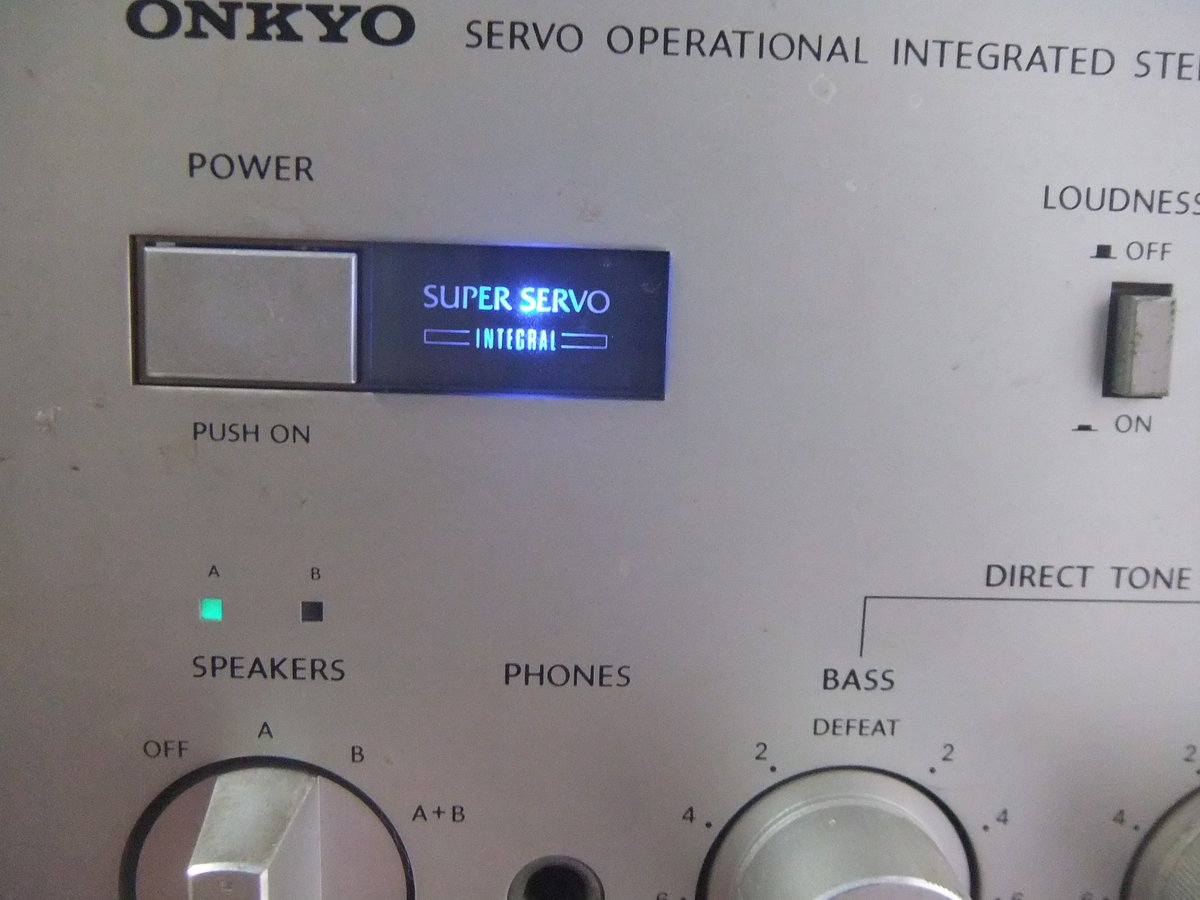 ONKYO SERVO OPERATIONAL INTEGRATED
POWER
LOUDNESS
OFF
SUPER SERVO
INTEGRAL
ON
PUSH ON
A B
DIRECT TONE
SPEAKERS
PHONES
BASS
DEFEAT
OFF A B
2 2 2
A+B
4 4 4